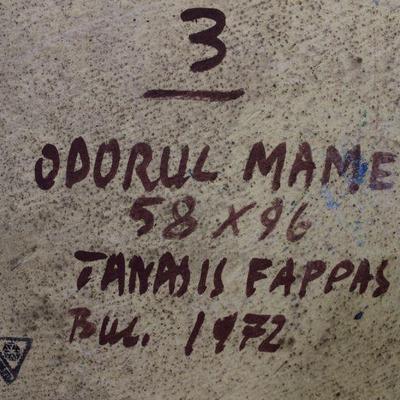 3
ODORUL MAME
58 X 96
TANASIS FAPPAS
BUC. 1972